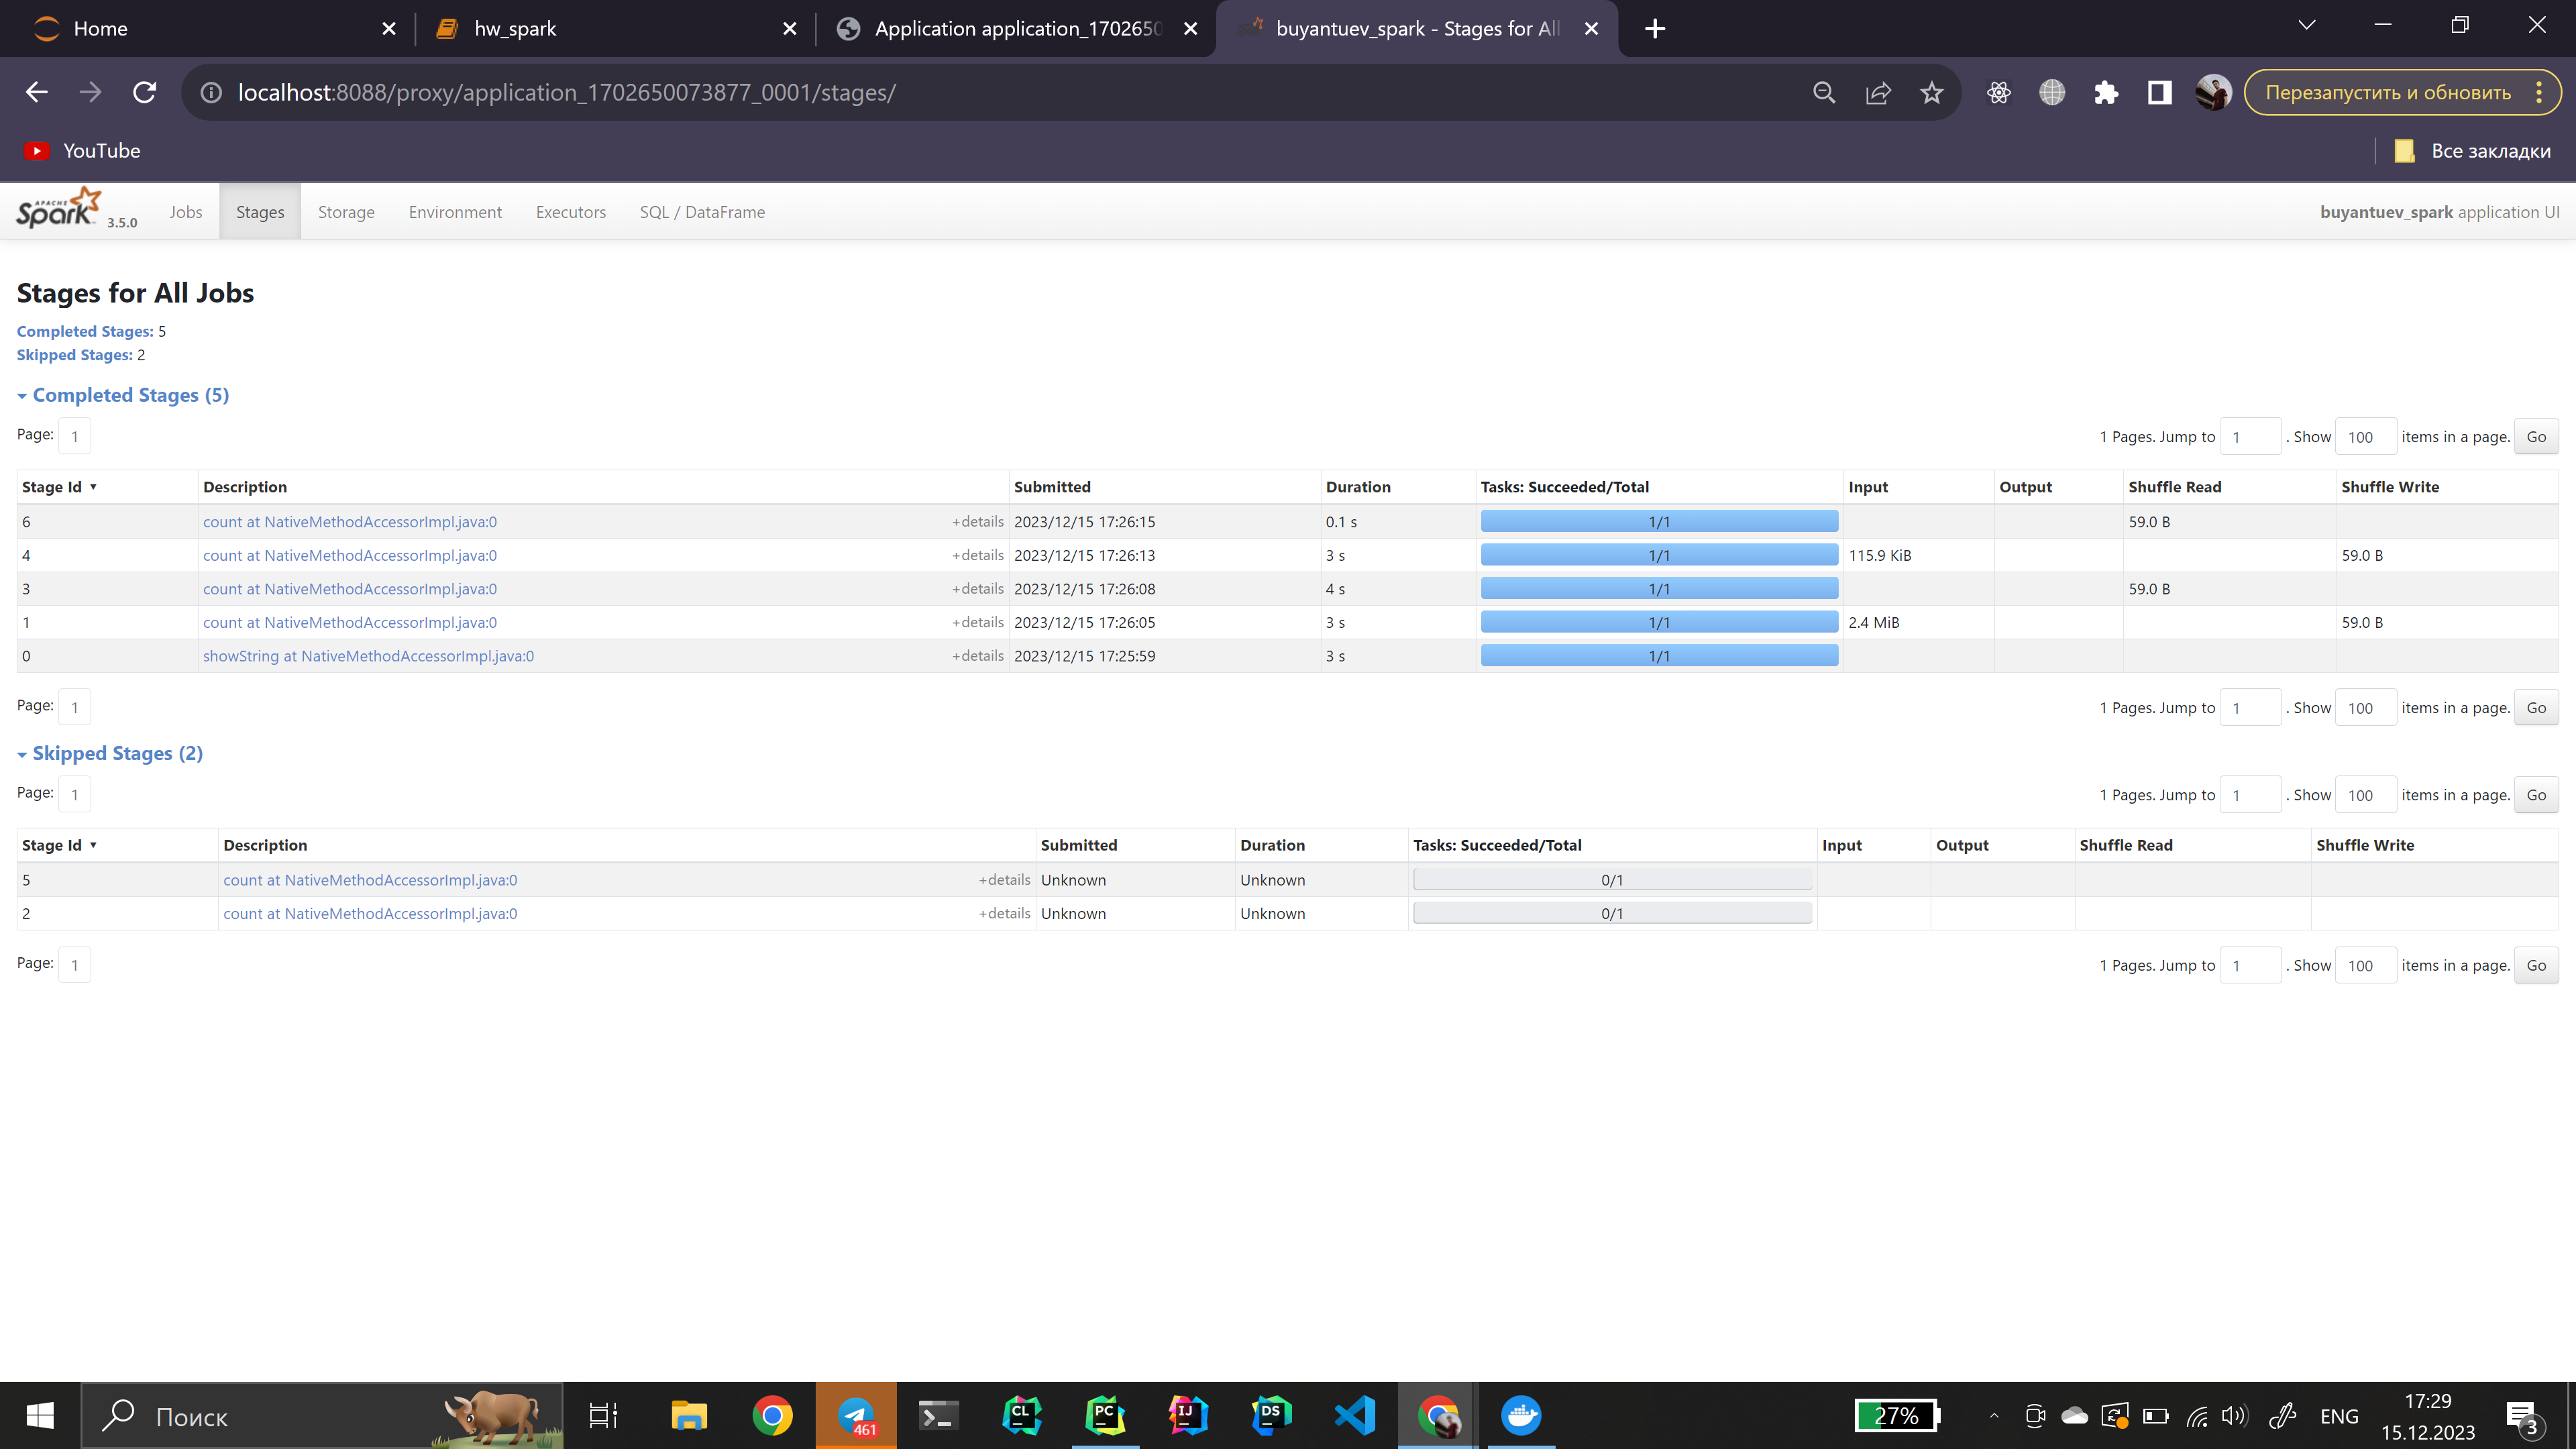 Home
hw_spark
Application application_1702650
buyantuev_spark - Stages for All
localhost:8088/proxy/application_1702650073877_0001/stages/
Перезапустить и обновить
YouTube
Все закладки
APACHE Spark 3.5.0 Jobs Stages Storage Environment Executors SQL / DataFrame buyantuev_spark application UI
Stages for All Jobs
Completed Stages: 5
Skipped Stages: 2
Completed Stages (5)
Page: 1 1 Pages. Jump to 1 . Show 100 items in a page. Go
Stage Id ▾ Description Submitted Duration Tasks: Succeeded/Total Input Output Shuffle Read Shuffle Write
6 count at NativeMethodAccessorImpl.java:0 +details 2023/12/15 17:26:15 0.1 s 1/1 59.0 B
4 count at NativeMethodAccessorImpl.java:0 +details 2023/12/15 17:26:13 3 s 1/1 115.9 KiB 59.0 B
3 count at NativeMethodAccessorImpl.java:0 +details 2023/12/15 17:26:08 4 s 1/1 59.0 B
1 count at NativeMethodAccessorImpl.java:0 +details 2023/12/15 17:26:05 3 s 1/1 2.4 MiB 59.0 B
0 showString at NativeMethodAccessorImpl.java:0 +details 2023/12/15 17:25:59 3 s 1/1
Page: 1 1 Pages. Jump to 1 . Show 100 items in a page. Go
Skipped Stages (2)
Page: 1 1 Pages. Jump to 1 . Show 100 items in a page. Go
Stage Id ▾ Description Submitted Duration Tasks: Succeeded/Total Input Output Shuffle Read Shuffle Write
5 count at NativeMethodAccessorImpl.java:0 +details Unknown Unknown 0/1
2 count at NativeMethodAccessorImpl.java:0 +details Unknown Unknown 0/1
Page: 1 1 Pages. Jump to 1 . Show 100 items in a page. Go
Поиск
461
CL
PC
IJ
DS
27%
ENG
17:29
15.12.2023
3